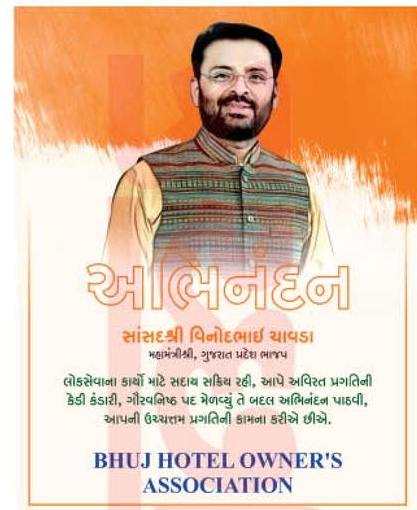 અભિનંદન
સાંસદશ્રી વિનોદભાઈ ચાવડા
મહામંત્રીશ્રી, ગુજરાત પ્રદેશ ભાજપ
લોકસેવાના કાર્યો માટે સદાય સક્રિય રહી, આપે અવિરત પ્રગતિની
કેડી કંડારી, ગૌરવનિષ્ઠ પદ મેળવ્યું તે બદલ અભિનંદન પાઠવી,
આપની ઉચ્ચત્તમ પ્રગતિની કામના કરીએ છીએ.
BHUJ HOTEL OWNER'S
ASSOCIATION